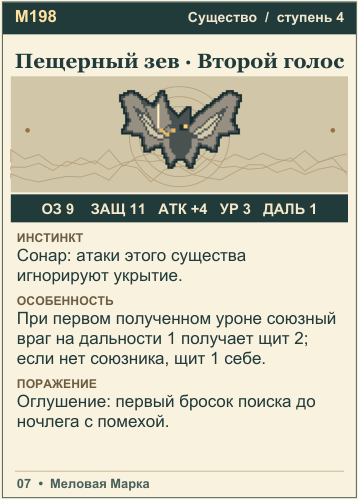 М198
Существо / ступень 4
Пещерный зев · Второй голос
ОЗ 9 ЗАЩ 11 АТК +4 УР 3 ДАЛЬ 1
ИНСТИНКТ
Сонар: атаки этого существа
игнорируют укрытие.
ОСОБЕННОСТЬ
При первом полученном уроне союзный
враг на дальности 1 получает щит 2;
если нет союзника, щит 1 себе.
ПОРАЖЕНИЕ
Оглушение: первый бросок поиска до
ночлега с помехой.
07 • Меловая Марка